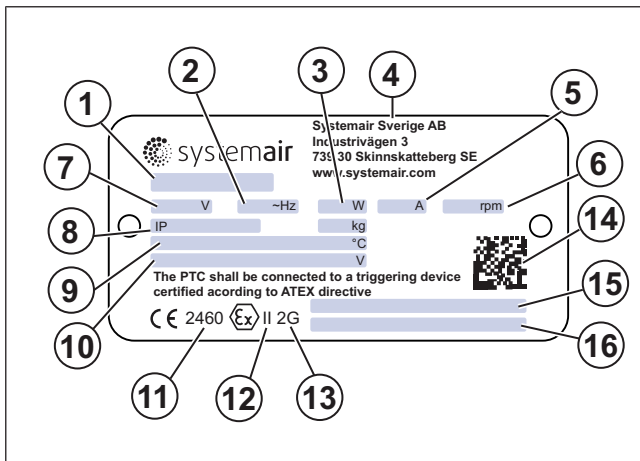 1
2
3
4
5
6
7
8
9
10
11
12
13
14
15
16
systemair
Systemair Sverige AB
Industrivägen 3
739 30 Skinnskatteberg SE
www.systemair.com
V ~Hz W A rpm
IP kg
°C
V
The PTC shall be connected to a triggering device
certified acording to ATEX directive
CE 2460 Ex II 2G